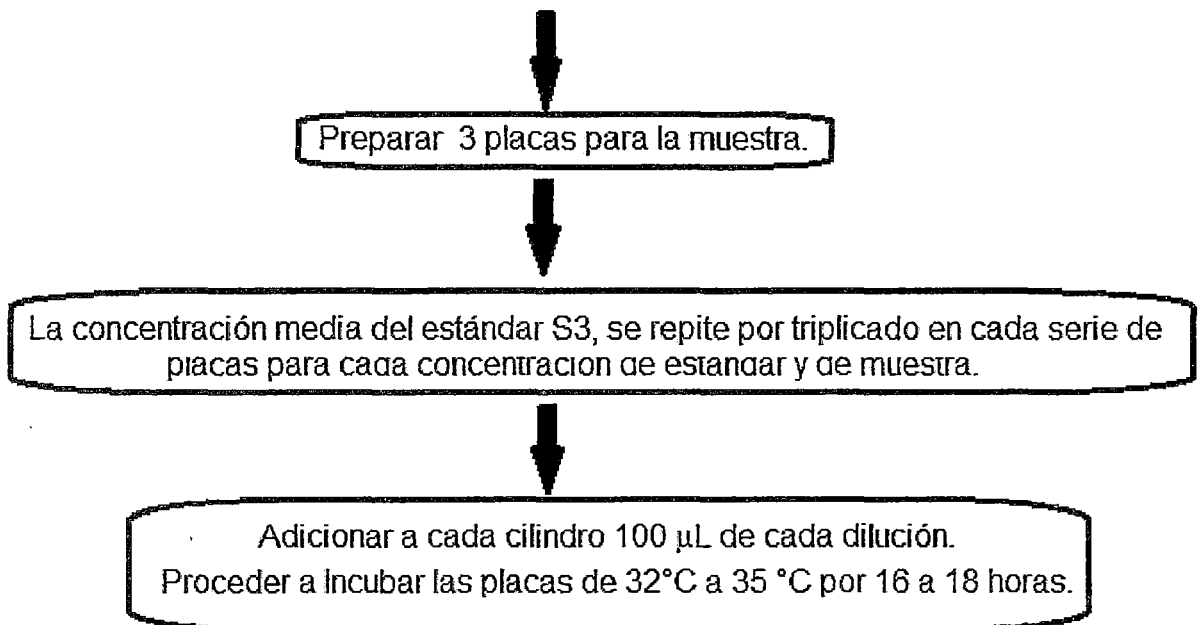 Preparar 3 placas para la muestra.
La concentración media del estándar S3, se repite por triplicado en cada serie de
placas para cada concentración de estándar y de muestra.
Adicionar a cada cilindro 100 µL de cada dilución.
Proceder a Incubar las placas de 32°C a 35 °C por 16 a 18 horas.